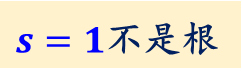 s = 1不是根